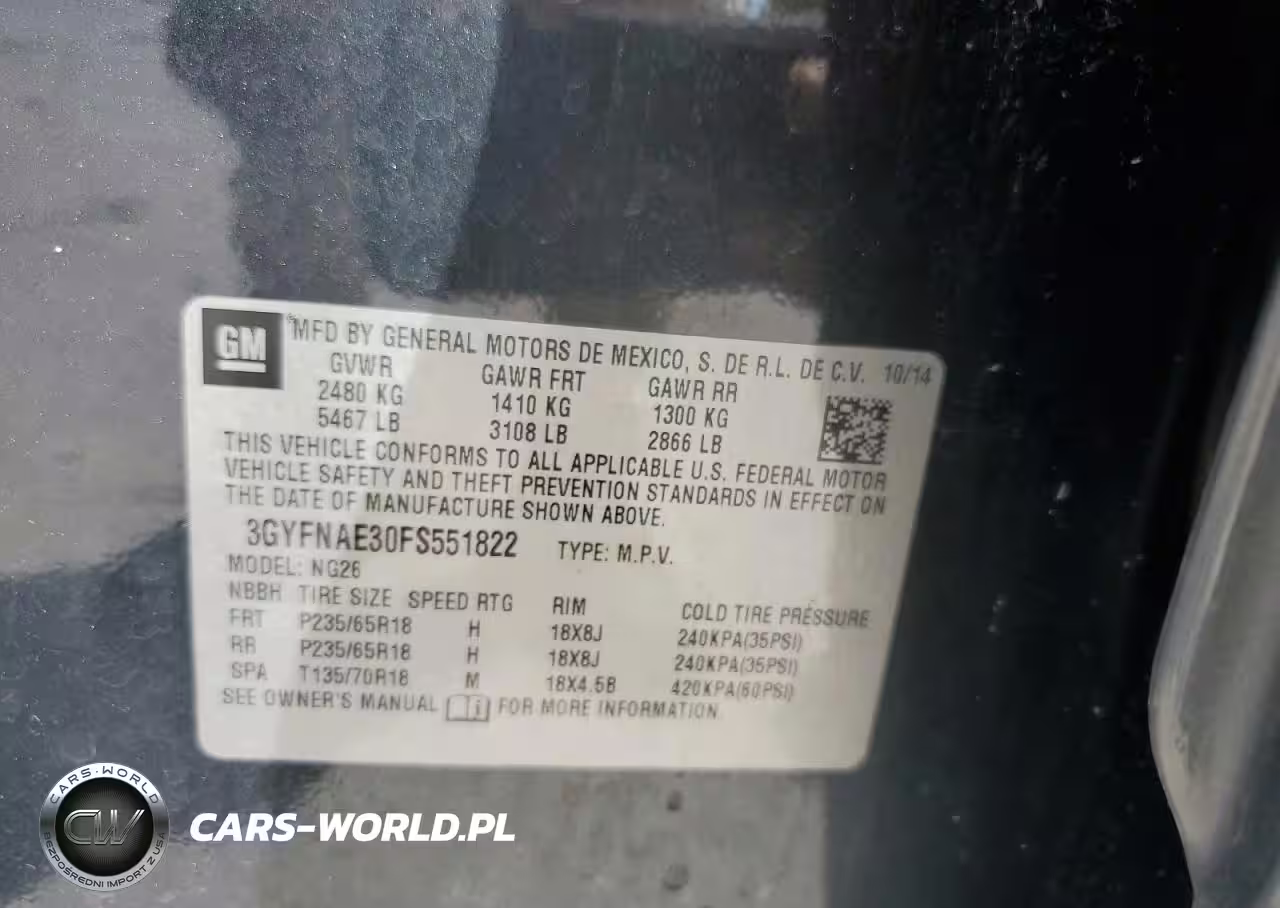 GM
MFD BY GENERAL MOTORS DE MEXICO, S. DE R.L. DE C.V. 10/14
GVWR GAWR FRT GAWR RR
2480 KG 1410 KG 1300 KG
5467 LB 3108 LB 2866 LB
THIS VEHICLE CONFORMS TO ALL APPLICABLE U.S. FEDERAL MOTOR
VEHICLE SAFETY AND THEFT PREVENTION STANDARDS IN EFFECT ON
THE DATE OF MANUFACTURE SHOWN ABOVE.
3GYFNAE30FS551822 TYPE: M.P.V.
MODEL: NG26
NBBH TIRE SIZE SPEED RTG RIM COLD TIRE PRESSURE
FRT P235/65R18 H 18X8J 240KPA(35PSI)
RR P235/65R18 H 18X8J 240KPA(35PSI)
SPA T135/70R18 M 18X4.5B 420KPA(60PSI)
SEE OWNER'S MANUAL i FOR MORE INFORMATION.
CARS-WORLD
CW
BEZPOŚREDNI IMPORT Z USA
CARS-WORLD.PL